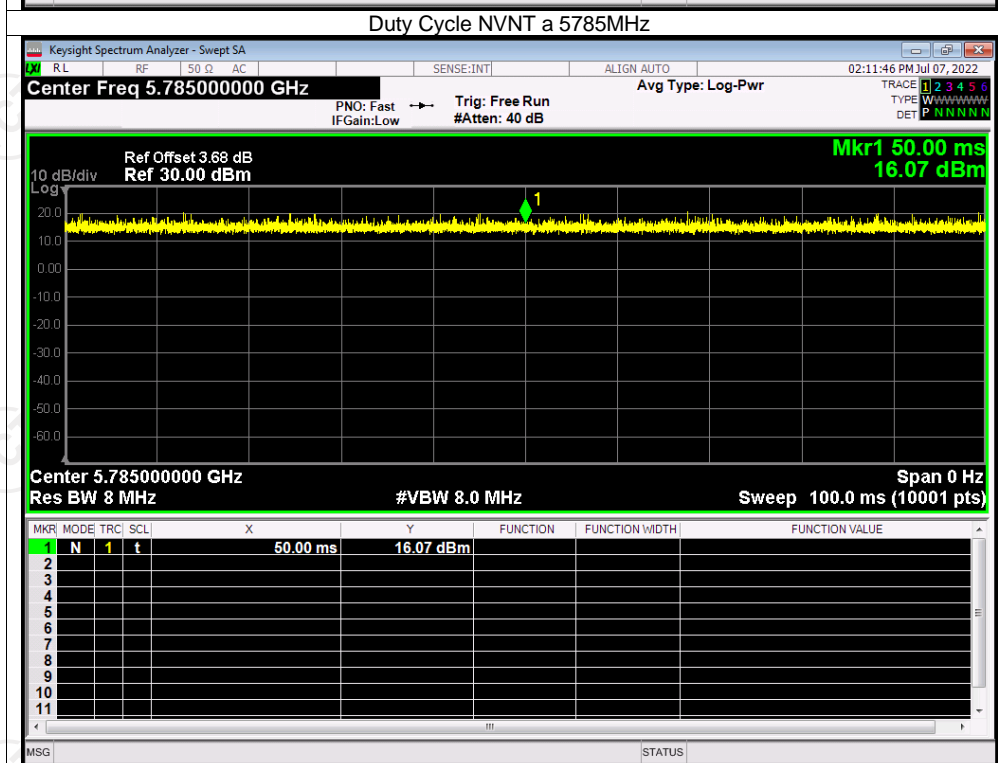 Duty Cycle NVNT a 5785MHz
Keysight Spectrum Analyzer - Swept SA
LXI RL RF 50 Ω AC SENSE:INT ALIGN AUTO 02:11:46 PM Jul 07, 2022
Center Freq 5.785000000 GHz Avg Type: Log-Pwr TRACE 1 2 3 4 5 6
PNO: Fast Trig: Free Run TYPE WWWWWW
IFGain:Low #Atten: 40 dB DET P N N N N N
Mkr1 50.00 ms
Ref Offset 3.68 dB
10 dB/div Ref 30.00 dBm 16.07 dBm
Log
1
20.0
10.0
0.00
-10.0
-20.0
-30.0
-40.0
-50.0
-60.0
Center 5.785000000 GHz Span 0 Hz
Res BW 8 MHz #VBW 8.0 MHz Sweep 100.0 ms (10001 pts)
MKR MODE TRC SCL X Y FUNCTION FUNCTION WIDTH FUNCTION VALUE
1 N 1 t 50.00 ms 16.07 dBm
2
3
4
5
6
7
8
9
10
11
MSG STATUS